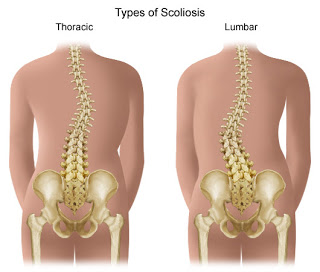 Types of Scoliosis
Thoracic
Lumbar